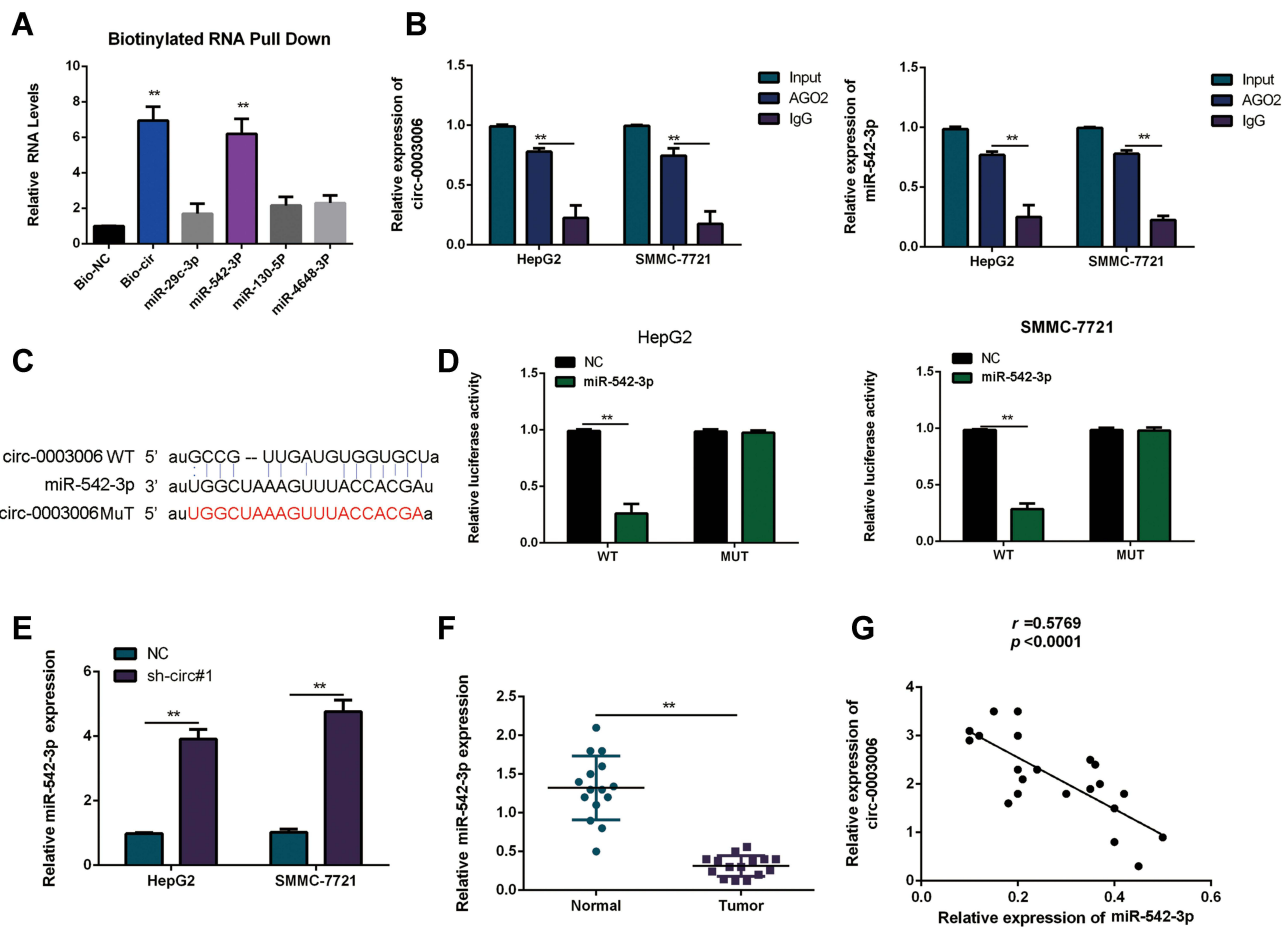 A
Biotinylated RNA Pull Down
Relative RNA Levels
10
8
6
4
2
0
**
**
Bio-NC
Bio-cir
miR-29c-3p
miR-542-3P
miR-130-5P
miR-4648-3P
B
Relative expression of
circ-0003006
1.5
1.0
0.5
0.0
**
**
HepG2
SMMC-7721
Input
AGO2
IgG
Relative expression of
miR-542-3p
1.5
1.0
0.5
0.0
**
**
HepG2
SMMC-7721
Input
AGO2
IgG
C
circ-0003006 WT 5' auGCCG -- UUGAUGUGGUGCUa
miR-542-3p 3' auUGGCUAAAGUUUACCACGAu
circ-0003006MuT 5' auUGGCUAAAGUUUACCACGAa
D
HepG2
NC
miR-542-3p
Relative luciferase activity
1.5
1.0
0.5
0.0
**
WT
MUT
SMMC-7721
NC
miR-542-3p
Relative luciferase activity
1.5
1.0
0.5
0.0
**
WT
MUT
E
NC
sh-circ#1
Relative miR-542-3p expression
6
4
2
0
**
**
HepG2
SMMC-7721
F
Relative miR-542-3p expression
2.5
2.0
1.5
1.0
0.5
0.0
**
Normal
Tumor
G
r =0.5769
p <0.0001
Relative expression of
circ-0003006
4
3
2
1
0
0.0
0.2
0.4
0.6
Relative expression of miR-542-3p